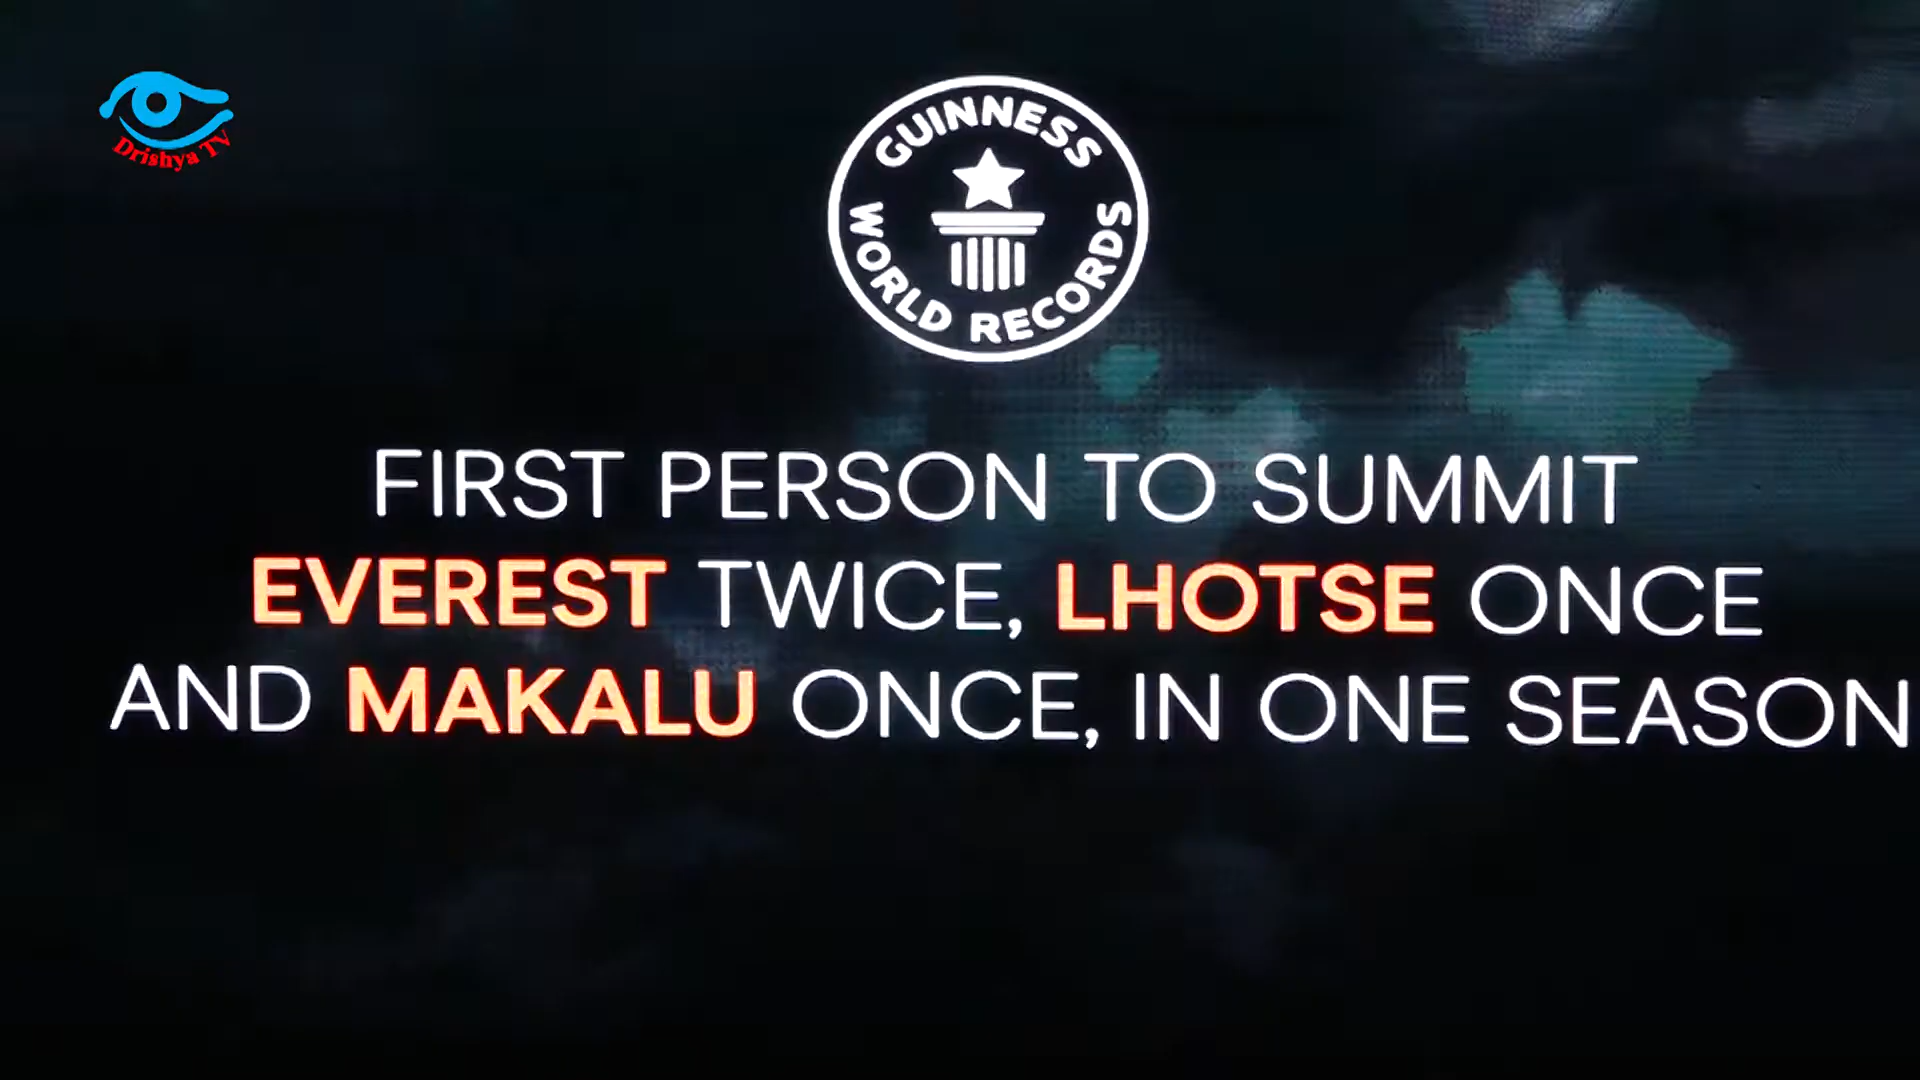 Drishya TV
GUINNESS
WORLD RECORDS
FIRST PERSON TO SUMMIT
EVEREST TWICE, LHOTSE ONCE
AND MAKALU ONCE, IN ONE SEASON